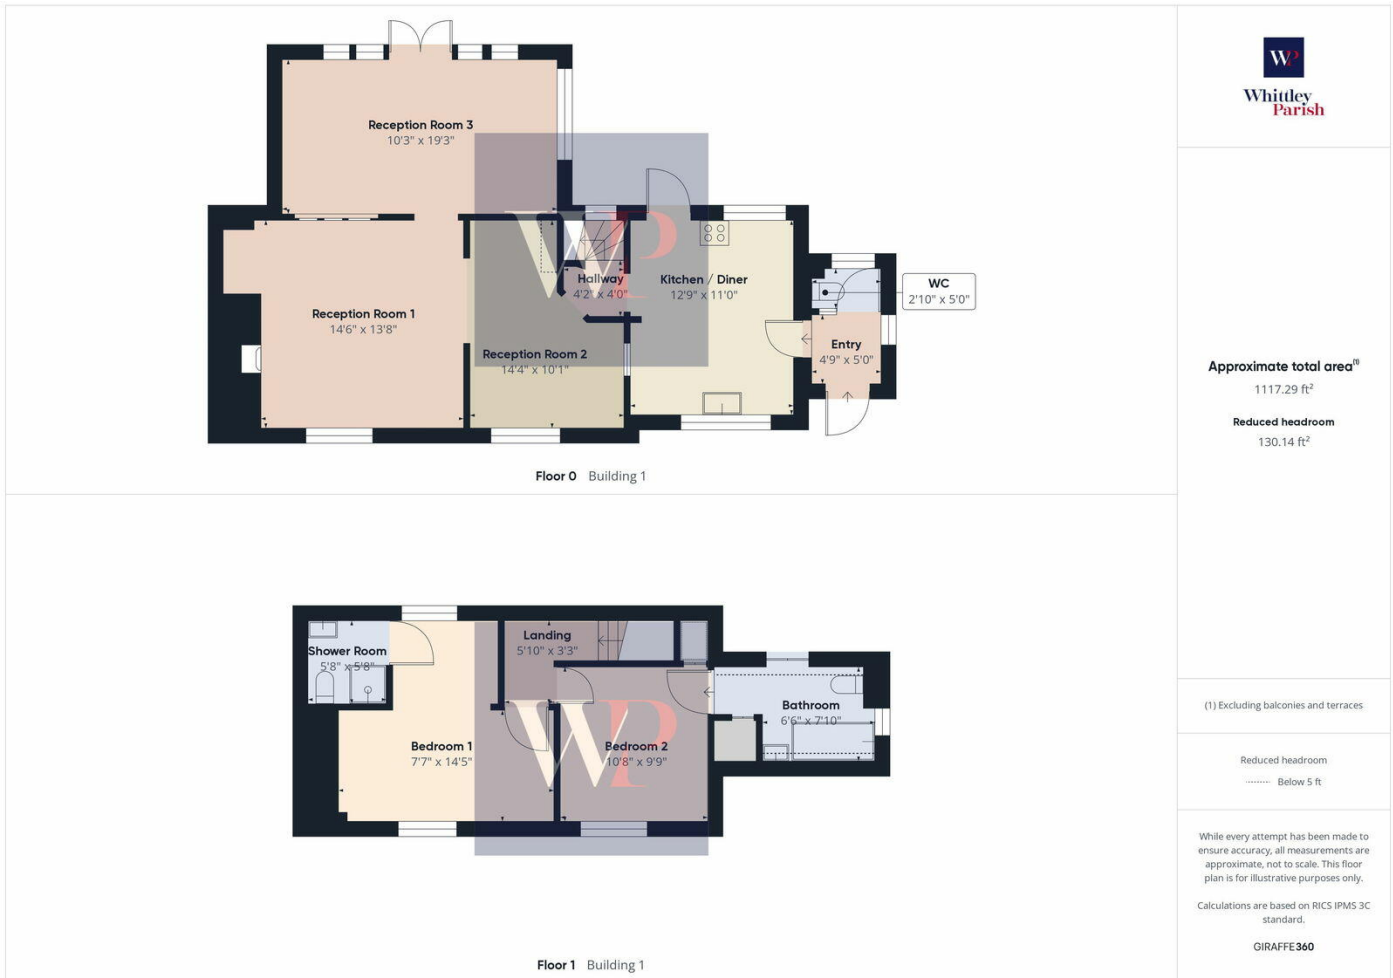 Reception Room 3
10'3" x 19'3"
Reception Room 1
14'6" x 13'8"
Reception Room 2
14'4" x 10'1"
Hallway
4'2" x 4'0"
Kitchen / Diner
12'9" x 11'0"
WC
2'10" x 5'0"
Entry
4'9" x 5'0"
WP
Floor 0 Building 1
Shower Room
5'8" x 5'8"
Landing
5'10" x 3'3"
Bedroom 1
7'7" x 14'5"
Bedroom 2
10'8" x 9'9"
Bathroom
6'6" x 7'10"
WP
Floor 1 Building 1
WP
Whittley
Parish
Approximate total area(1)
1117.29 ft²
Reduced headroom
130.14 ft²
(1) Excluding balconies and terraces
Reduced headroom
Below 5 ft
While every attempt has been made to
ensure accuracy, all measurements are
approximate, not to scale. This floor
plan is for illustrative purposes only.
Calculations are based on RICS IPMS 3C
standard.
GIRAFFE360